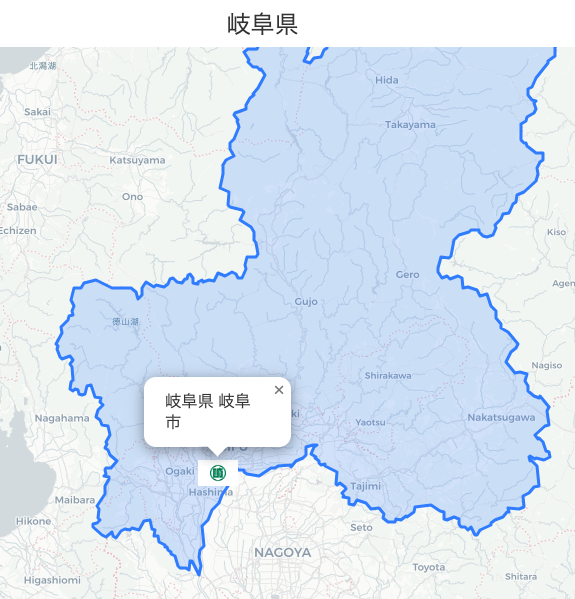 岐阜県
北潟湖
Hida
Sakai
Takayama
FUKUI
Katsuyama
Ono
Sabae
Echizen
Kiso
Gero
Gujo
徳山湖
Nagiso
Shirakawa
×
岐阜県 岐阜
市
Nagahama
Yaotsu
Nakatsugawa
Ogaki
Tajimi
Hashima
Maibara
Hikone
Seto
NAGOYA
Toyota
Higashiomi
Shitara